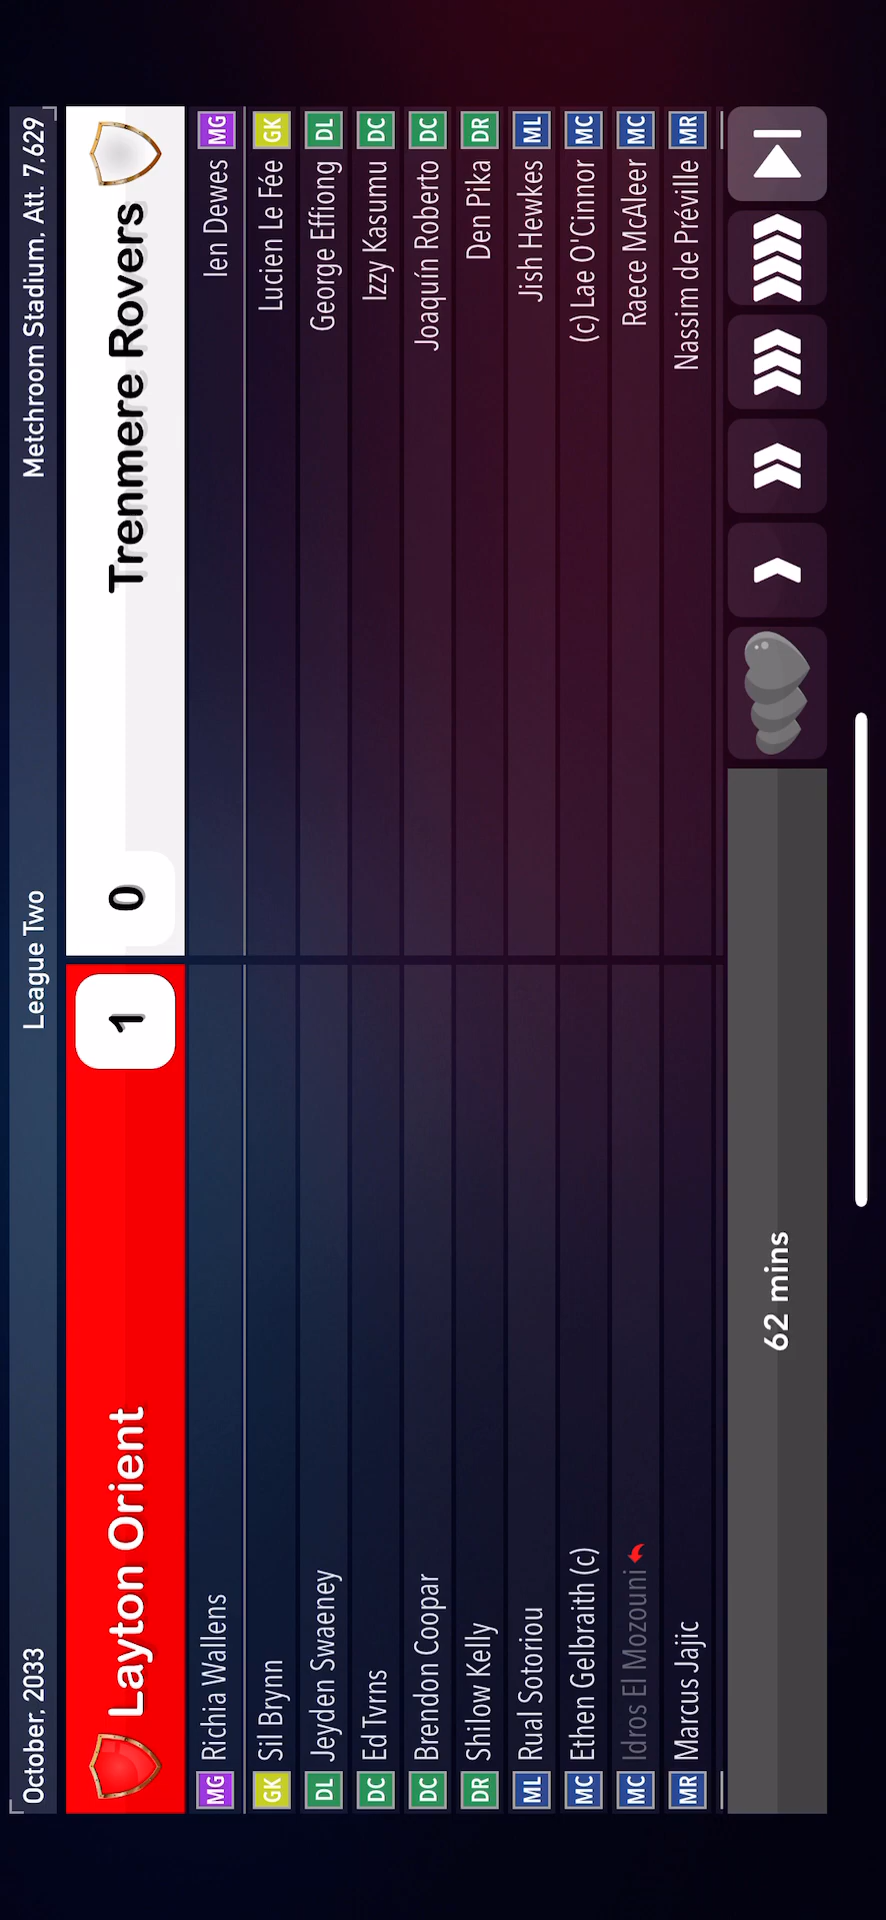 October, 2033 League Two Metchroom Stadium, Att. 7,629
Layton Orient 1 0 Trenmere Rovers
MG Richia Wallens Ien Dewes MG
GK Sil Brynn Lucien Le Fée GK
DL Jeyden Swaeney George Effiong DL
DC Ed Tvrns Izzy Kasumu DC
DC Brendon Coopar Joaquín Roberto DC
DR Shilow Kelly Den Pika DR
ML Rual Sotoriou Jish Hewkes ML
MC Ethen Gelbraith (c) (c) Lae O'Cinnor MC
MC Idros El Mozouni Raece McAleer MC
MR Marcus Jajic Nassim de Préville MR
62 mins